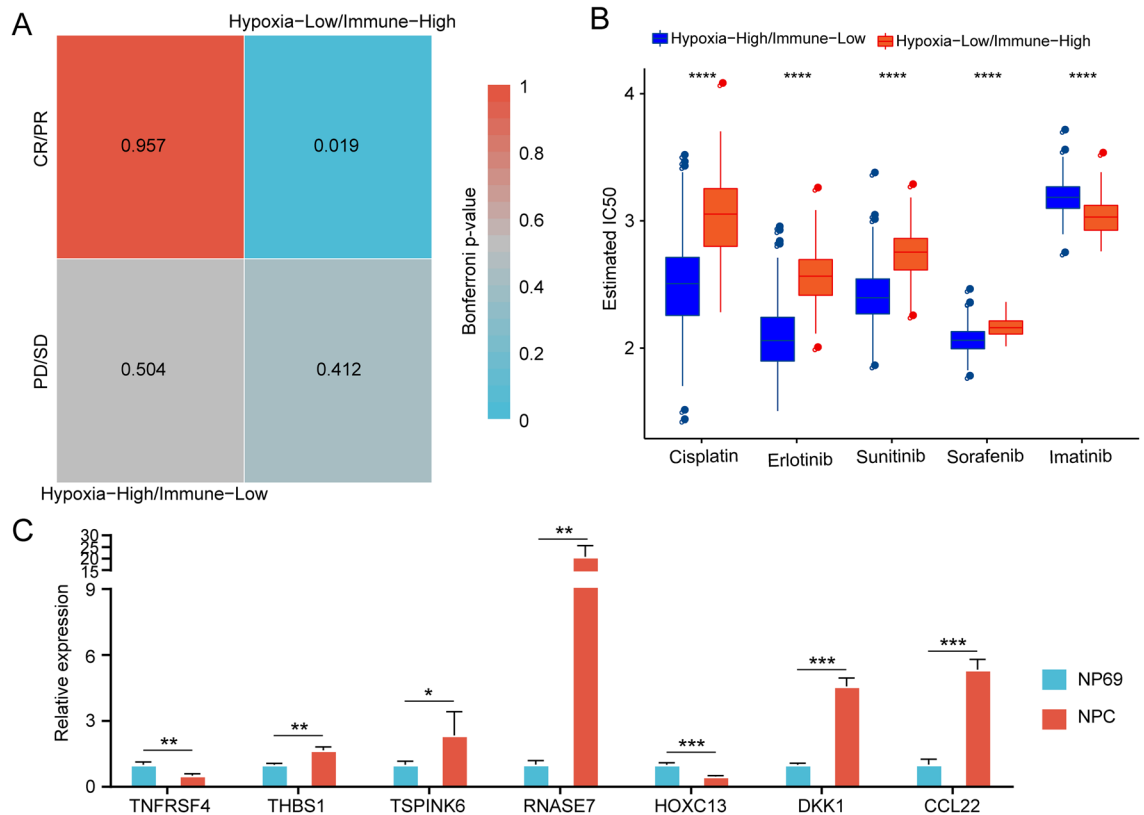 A
Hypoxia−Low/Immune−High
CR/PR
0.957
0.019
PD/SD
0.504
0.412
Hypoxia−High/Immune−Low
Bonferroni p-value
1
0.8
0.6
0.4
0.2
0
B
Hypoxia−High/Immune−Low
Hypoxia−Low/Immune−High
**** **** **** **** ****
Estimated IC50
4
3
2
Cisplatin Erlotinib Sunitinib Sorafenib Imatinib
C
Relative expression
30
25
20
15
9
6
3
0
** ** * ** *** *** ***
TNFRSF4 THBS1 TSPINK6 RNASE7 HOXC13 DKK1 CCL22
NP69
NPC